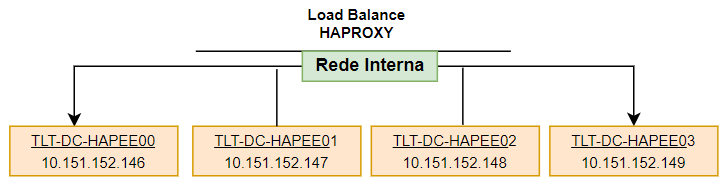 Load Balance
HAPROXY
Rede Interna
TLT-DC-HAPEE00
10.151.152.146
TLT-DC-HAPEE01
10.151.152.147
TLT-DC-HAPEE02
10.151.152.148
TLT-DC-HAPEE03
10.151.152.149